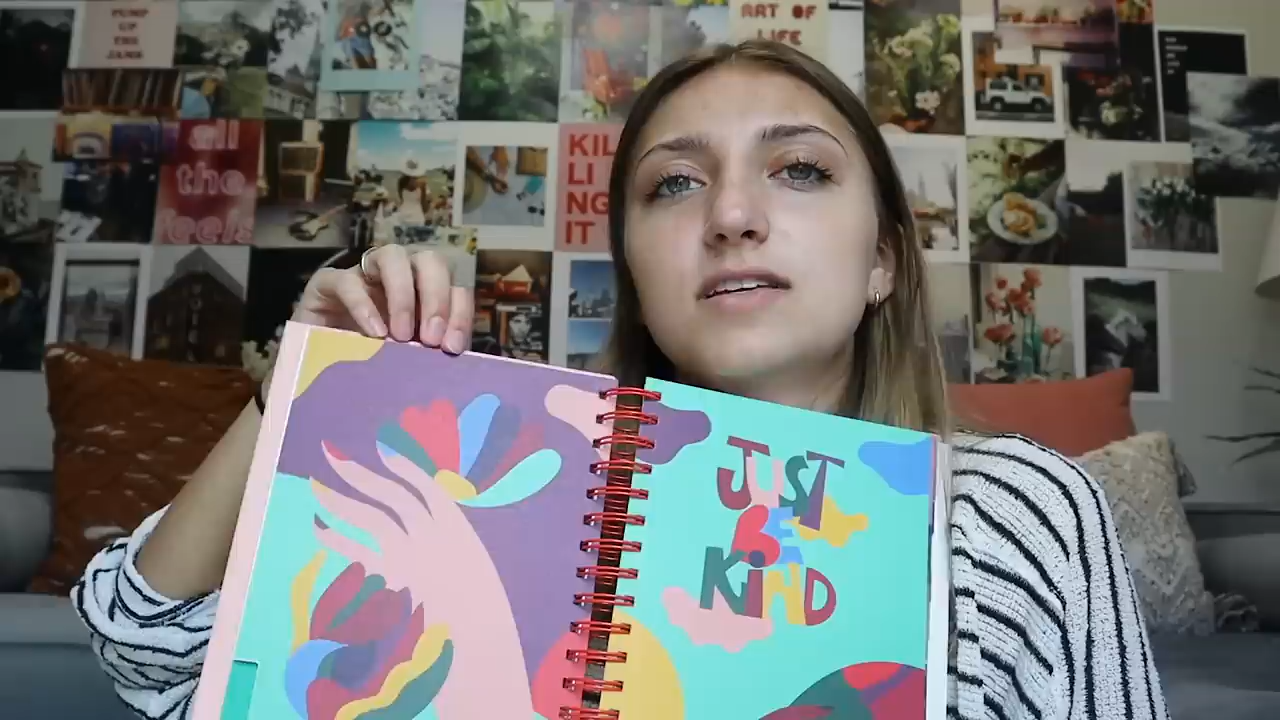 PUMP
UP
THE
JAMS
ART OF
LIFE
all
the
feels
KIL
LI
NG
IT
JUST
BE
KIND